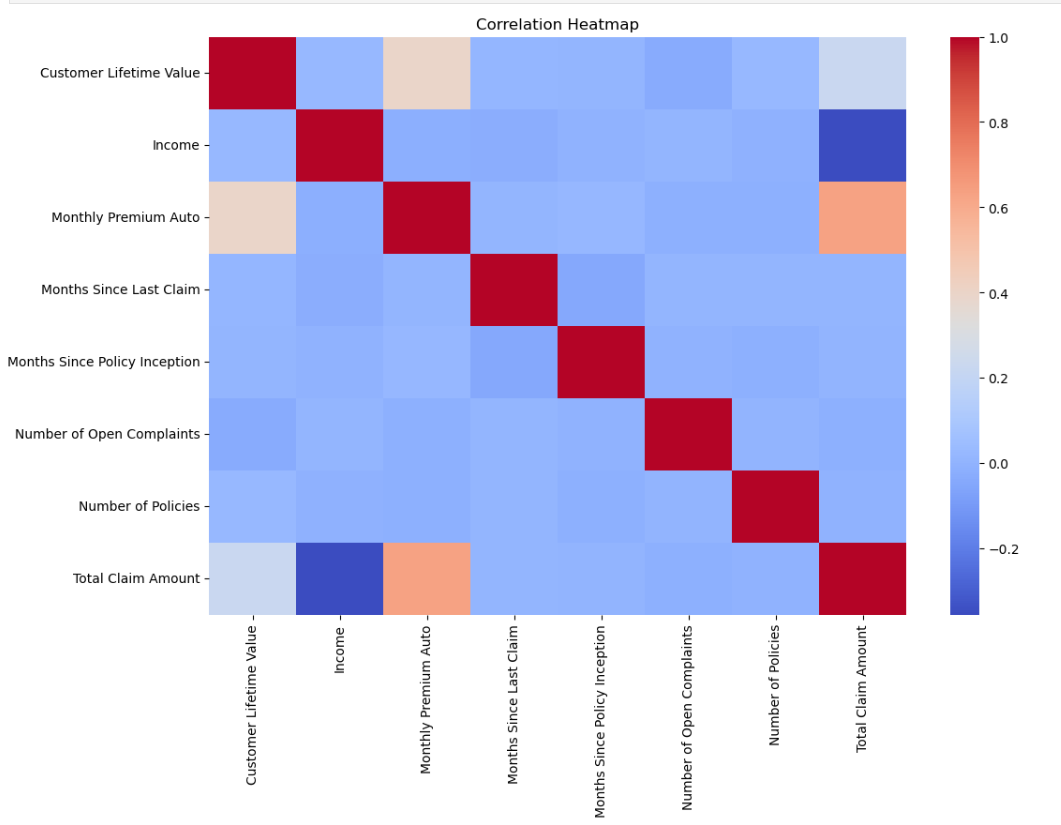 Correlation Heatmap
Customer Lifetime Value
Income
Monthly Premium Auto
Months Since Last Claim
Months Since Policy Inception
Number of Open Complaints
Number of Policies
Total Claim Amount
Customer Lifetime Value
Income
Monthly Premium Auto
Months Since Last Claim
Months Since Policy Inception
Number of Open Complaints
Number of Policies
Total Claim Amount
1.0
0.8
0.6
0.4
0.2
0.0
−0.2